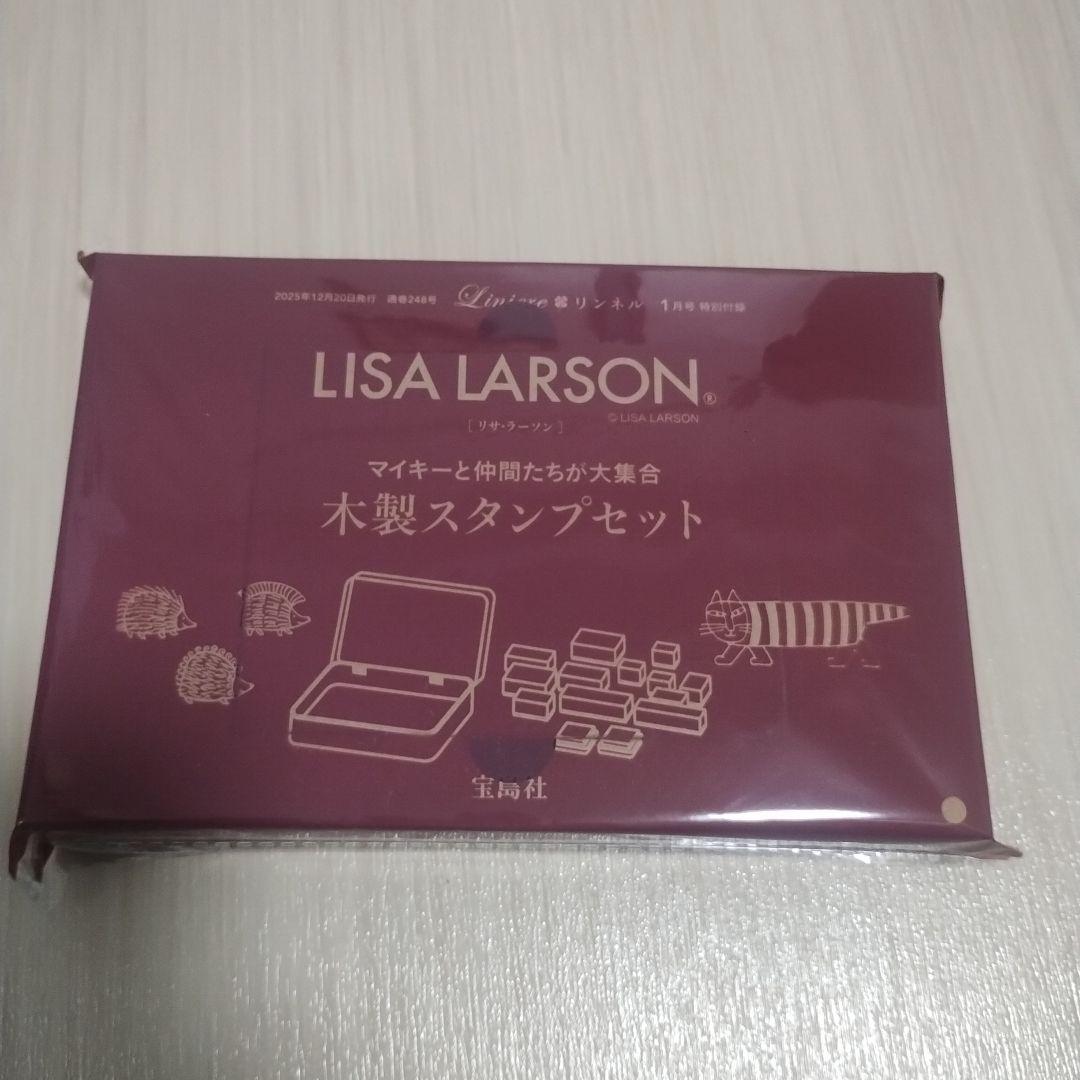 2025年12月20日発行 通巻248号 Liniere リンネル 1月号 特別付録
LISA LARSON®
© LISA LARSON
[リサ・ラーソン]
マイキーと仲間たちが大集合
木製スタンプセット
宝島社